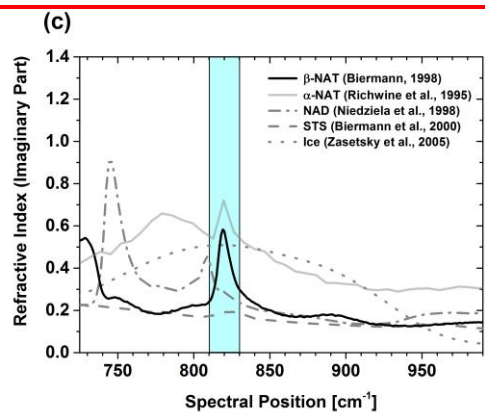 (c)
1.4
1.2
1.0
0.8
0.6
0.4
0.2
0.0
Refractive Index (Imaginary Part)
β-NAT (Biermann, 1998)
α-NAT (Richwine et al., 1995)
NAD (Niedziela et al., 1998)
STS (Biermann et al., 2000)
Ice (Zasetsky et al., 2005)
750 800 850 900 950
Spectral Position [cm⁻¹]